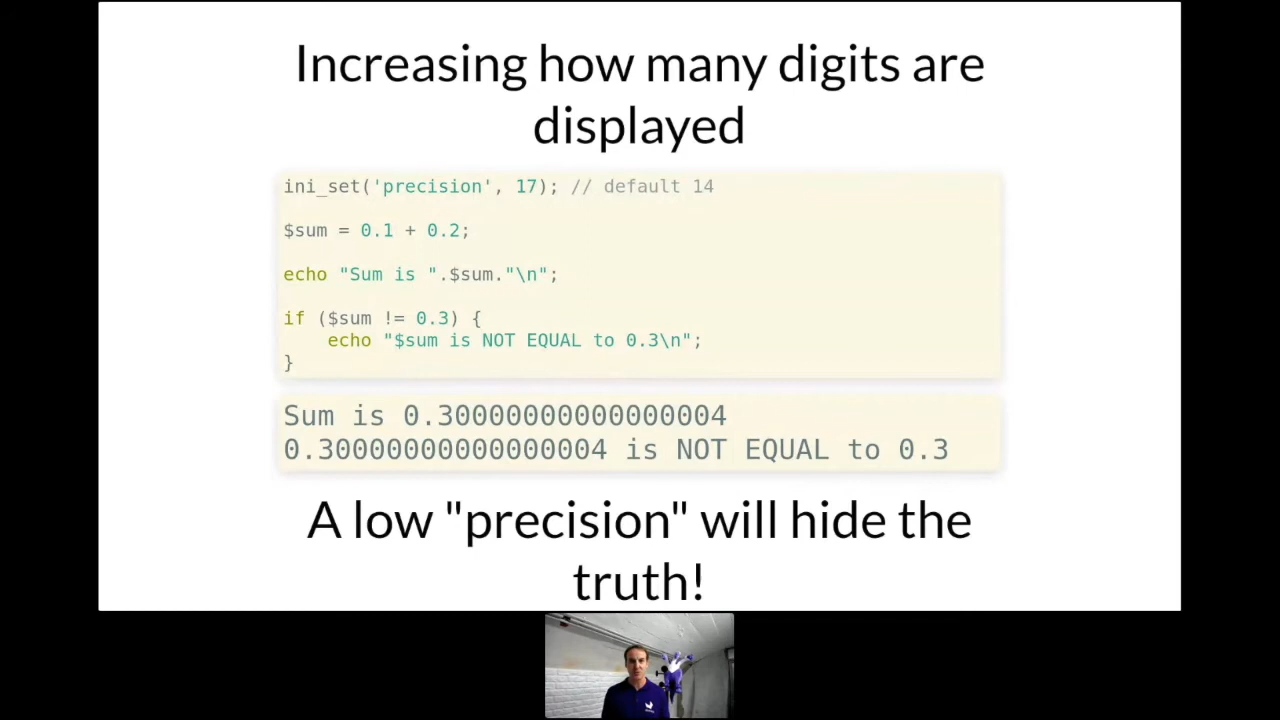 Increasing how many digits are
displayed
ini_set('precision', 17); // default 14
$sum = 0.1 + 0.2;
echo "Sum is ".$sum."\n";
if ($sum != 0.3) {
    echo "$sum is NOT EQUAL to 0.3\n";
}
Sum is 0.30000000000000004
0.30000000000000004 is NOT EQUAL to 0.3
A low "precision" will hide the
truth!